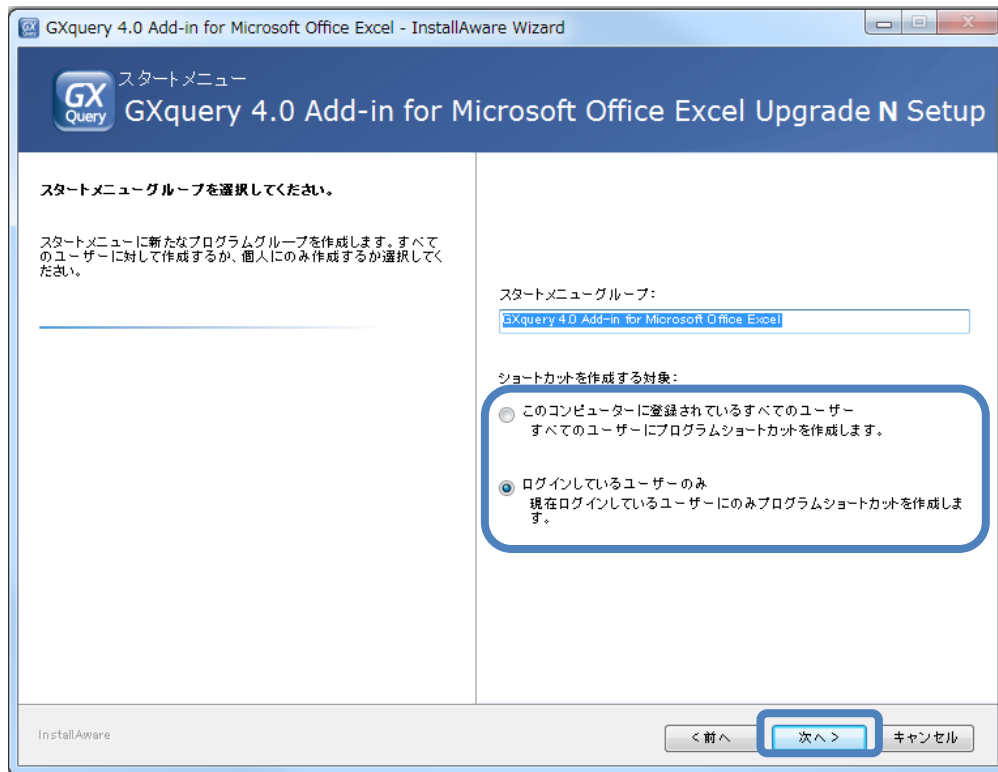 GXquery 4.0 Add-in for Microsoft Office Excel - InstallAware Wizard
GX
Query
スタートメニュー
GXquery 4.0 Add-in for Microsoft Office Excel Upgrade N Setup
スタートメニューグループを選択してください。
スタートメニューに新たなプログラムグループを作成します。すべて
のユーザーに対して作成するか、個人にのみ作成するか選択してく
ださい。
スタートメニューグループ:
GXquery 4.0 Add-in for Microsoft Office Excel
ショートカットを作成する対象:
このコンピューターに登録されているすべてのユーザー
すべてのユーザーにプログラムショートカットを作成します。
ログインしているユーザーのみ
現在ログインしているユーザーにのみプログラムショートカットを作成しま
す。
InstallAware
<前へ
次へ>
キャンセル